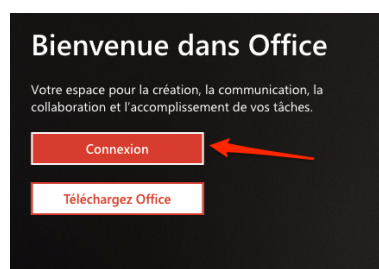 Bienvenue dans Office
Votre espace pour la création, la communication, la
collaboration et l'accomplissement de vos tâches.
Connexion
Téléchargez Office